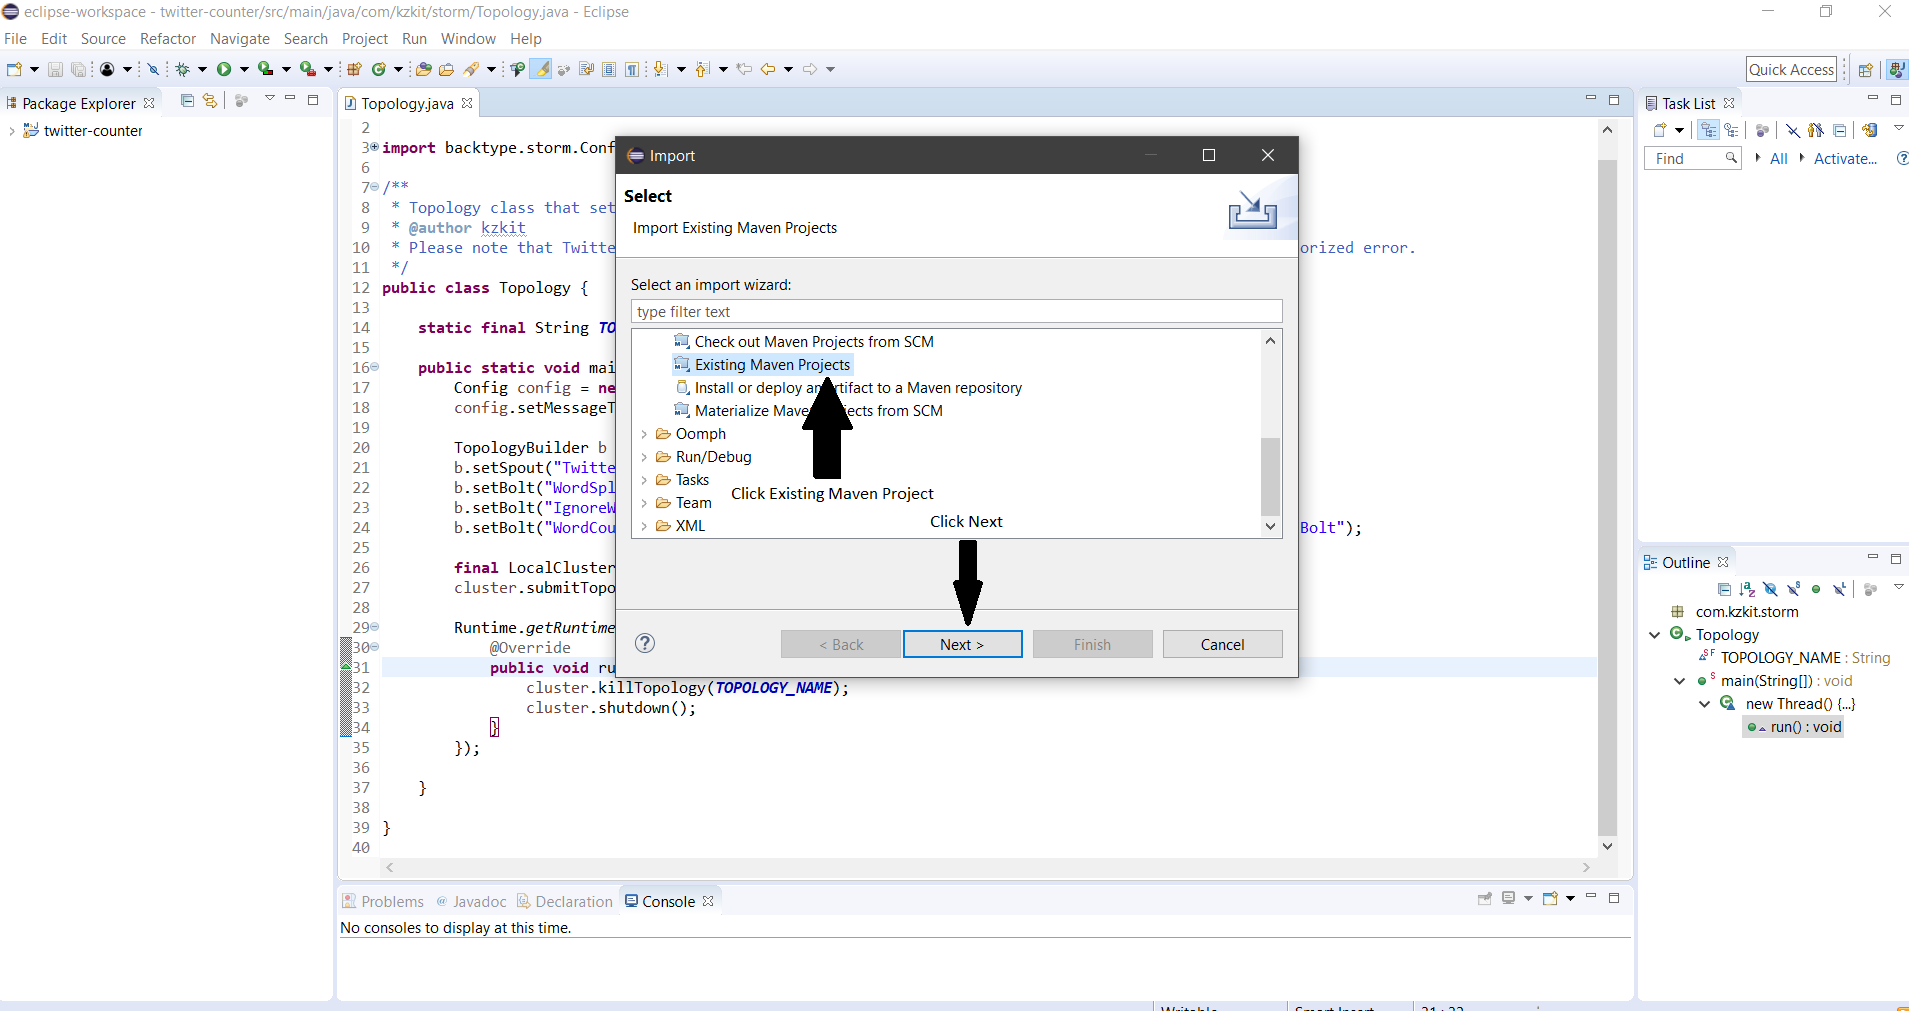 eclipse-workspace - twitter-counter/src/main/java/com/kzkit/storm/Topology.java - Eclipse
File Edit Source Refactor Navigate Search Project Run Window Help
Quick Access
Package Explorer
twitter-counter
Topology.java
2
3 import backtype.storm.Conf
6
7 /**
8 * Topology class that set
9 * @author kzkit
10 * Please note that Twitte orized error.
11 */
12 public class Topology {
13
14 static final String TO
15
16 public static void mai
17 Config config = ne
18 config.setMessageT
19
20 TopologyBuilder b
21 b.setSpout("Twitte
22 b.setBolt("WordSpl
23 b.setBolt("IgnoreW
24 b.setBolt("WordCou Bolt");
25
26 final LocalCluster
27 cluster.submitTopo
28
29 Runtime.getRuntime
30 @Override
31 public void ru
32 cluster.killTopology(TOPOLOGY_NAME);
33 cluster.shutdown();
34 }
35 });
36
37 }
38
39 }
40
Import
Select
Import Existing Maven Projects
Select an import wizard:
type filter text
Check out Maven Projects from SCM
Existing Maven Projects
Install or deploy an artifact to a Maven repository
Materialize Maven Projects from SCM
Oomph
Run/Debug
Tasks
Team
XML
Click Existing Maven Project
Click Next
< Back Next > Finish Cancel
Problems @ Javadoc Declaration Console
No consoles to display at this time.
Task List
Find All Activate...
Outline
com.kzkit.storm
Topology
TOPOLOGY_NAME : String
main(String[]) : void
new Thread() {...}
run() : void
Writable Smart Insert 31 : 23